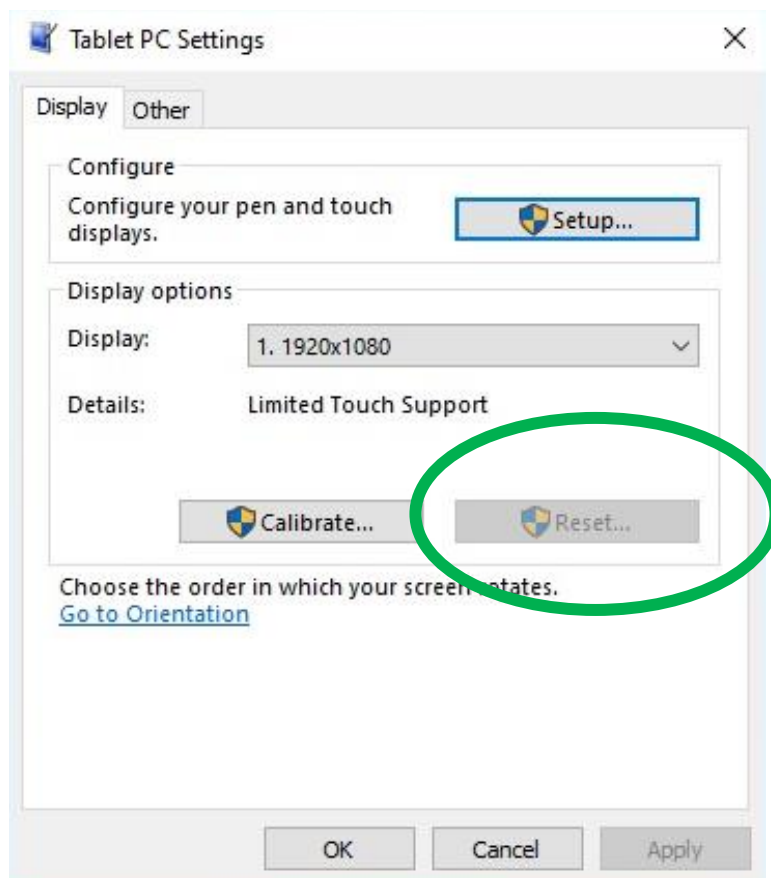 Tablet PC Settings
Display
Other
Configure
Configure your pen and touch
displays.
Setup...
Display options
Display:
1. 1920x1080
Details:
Limited Touch Support
Calibrate...
Reset...
Choose the order in which your screen rotates.
Go to Orientation
OK
Cancel
Apply